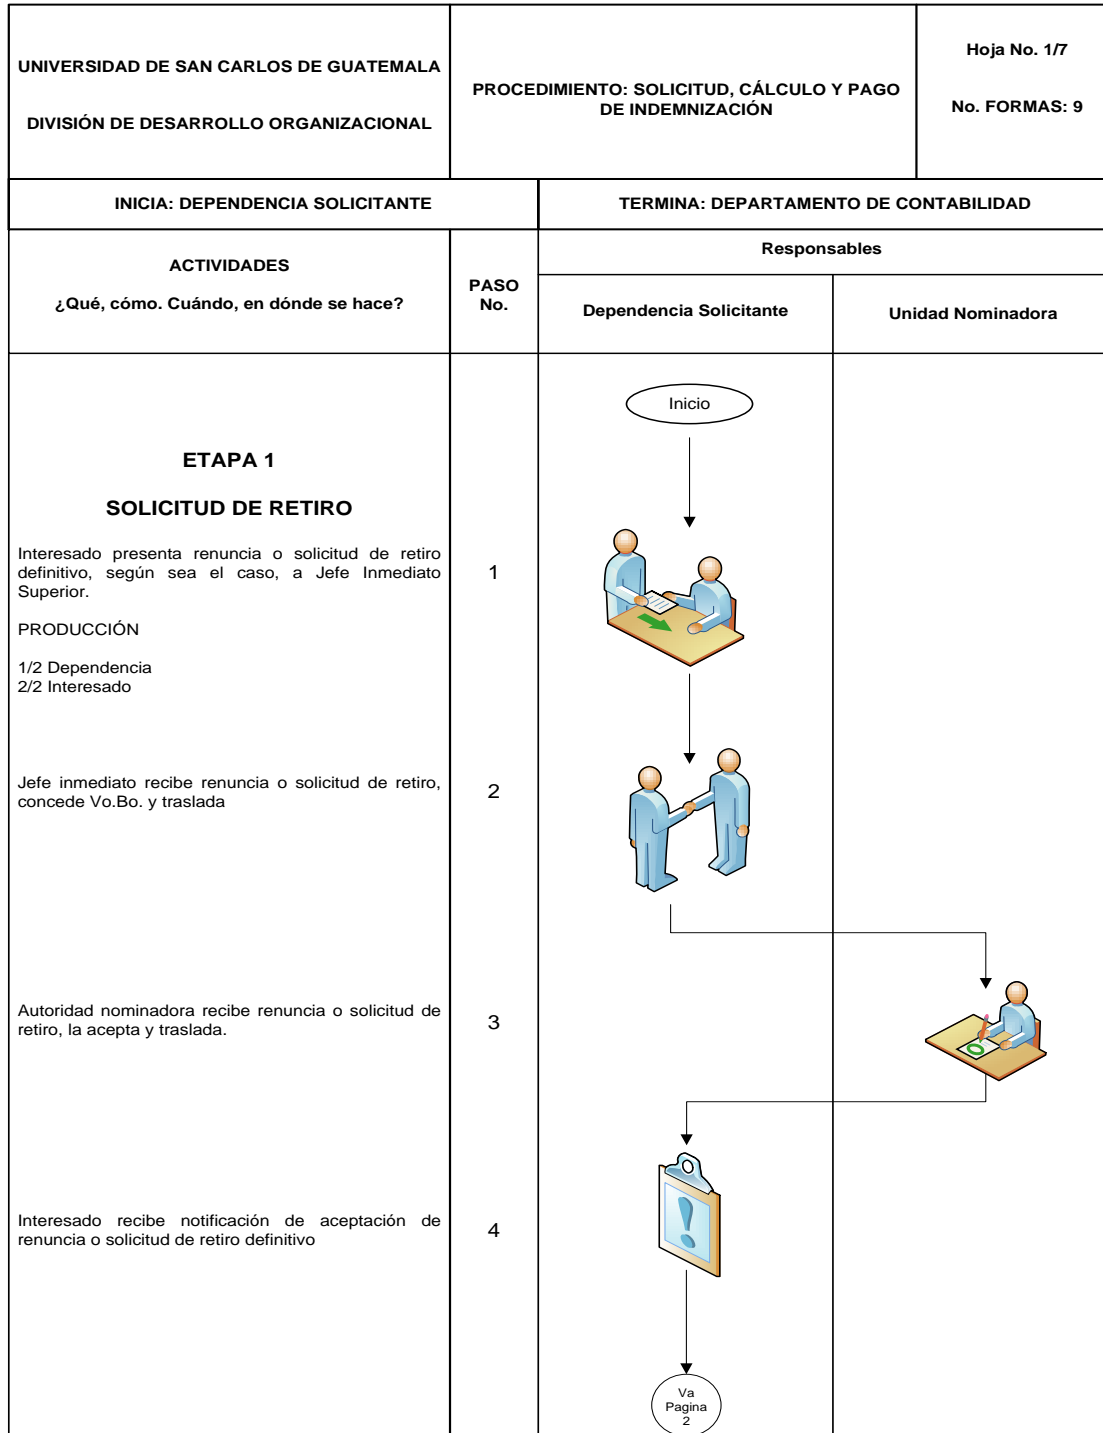 UNIVERSIDAD DE SAN CARLOS DE GUATEMALA
DIVISIÓN DE DESARROLLO ORGANIZACIONAL
PROCEDIMIENTO: SOLICITUD, CÁLCULO Y PAGO
DE INDEMNIZACIÓN
Hoja No. 1/7
No. FORMAS: 9
INICIA: DEPENDENCIA SOLICITANTE
TERMINA: DEPARTAMENTO DE CONTABILIDAD
ACTIVIDADES
¿Qué, cómo. Cuándo, en dónde se hace?
PASO
No.
Responsables
Dependencia Solicitante
Unidad Nominadora
Inicio
ETAPA 1
SOLICITUD DE RETIRO
Interesado presenta renuncia o solicitud de retiro
definitivo, según sea el caso, a Jefe Inmediato
Superior.
1
PRODUCCIÓN
1/2 Dependencia
2/2 Interesado
Jefe inmediato recibe renuncia o solicitud de retiro,
concede Vo.Bo. y traslada
2
Autoridad nominadora recibe renuncia o solicitud de
retiro, la acepta y traslada.
3
Interesado recibe notificación de aceptación de
renuncia o solicitud de retiro definitivo
4
Va
Pagina
2